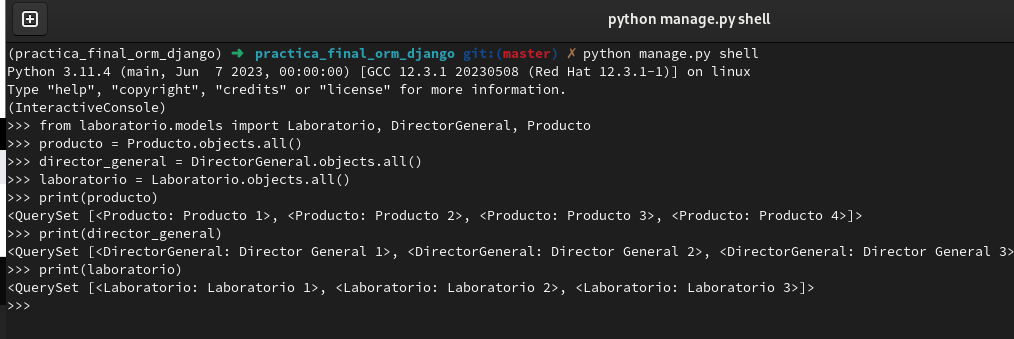 python manage.py shell
(practica_final_orm_django) ➜ practica_final_orm_django git:(master) ✗ python manage.py shell
Python 3.11.4 (main, Jun  7 2023, 00:00:00) [GCC 12.3.1 20230508 (Red Hat 12.3.1-1)] on linux
Type "help", "copyright", "credits" or "license" for more information.
(InteractiveConsole)
>>> from laboratorio.models import Laboratorio, DirectorGeneral, Producto
>>> producto = Producto.objects.all()
>>> director_general = DirectorGeneral.objects.all()
>>> laboratorio = Laboratorio.objects.all()
>>> print(producto)
<QuerySet [<Producto: Producto 1>, <Producto: Producto 2>, <Producto: Producto 3>, <Producto: Producto 4>]>
>>> print(director_general)
<QuerySet [<DirectorGeneral: Director General 1>, <DirectorGeneral: Director General 2>, <DirectorGeneral: Director General 3>
>>> print(laboratorio)
<QuerySet [<Laboratorio: Laboratorio 1>, <Laboratorio: Laboratorio 2>, <Laboratorio: Laboratorio 3>]>
>>>